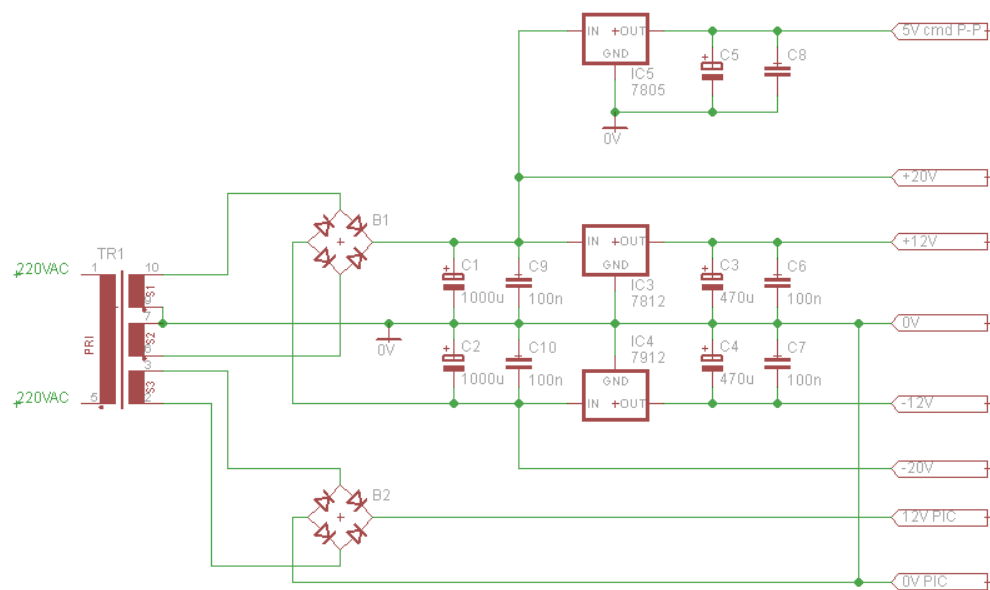 IN +OUT
GND
IC5
7805
C5
C8
5V cmd P-P
0V
+20V
B1
TR1
220VAC
1
10
S1
9
7
PRI
S2
6
3
S3
220VAC
5
2
C1
1000u
C9
100n
IN +OUT
GND
IC3
7812
C3
470u
C6
100n
+12V
0V
0V
C2
1000u
C10
100n
IC4
7912
GND
IN +OUT
C4
470u
C7
100n
-12V
-20V
B2
12V PIC
0V PIC